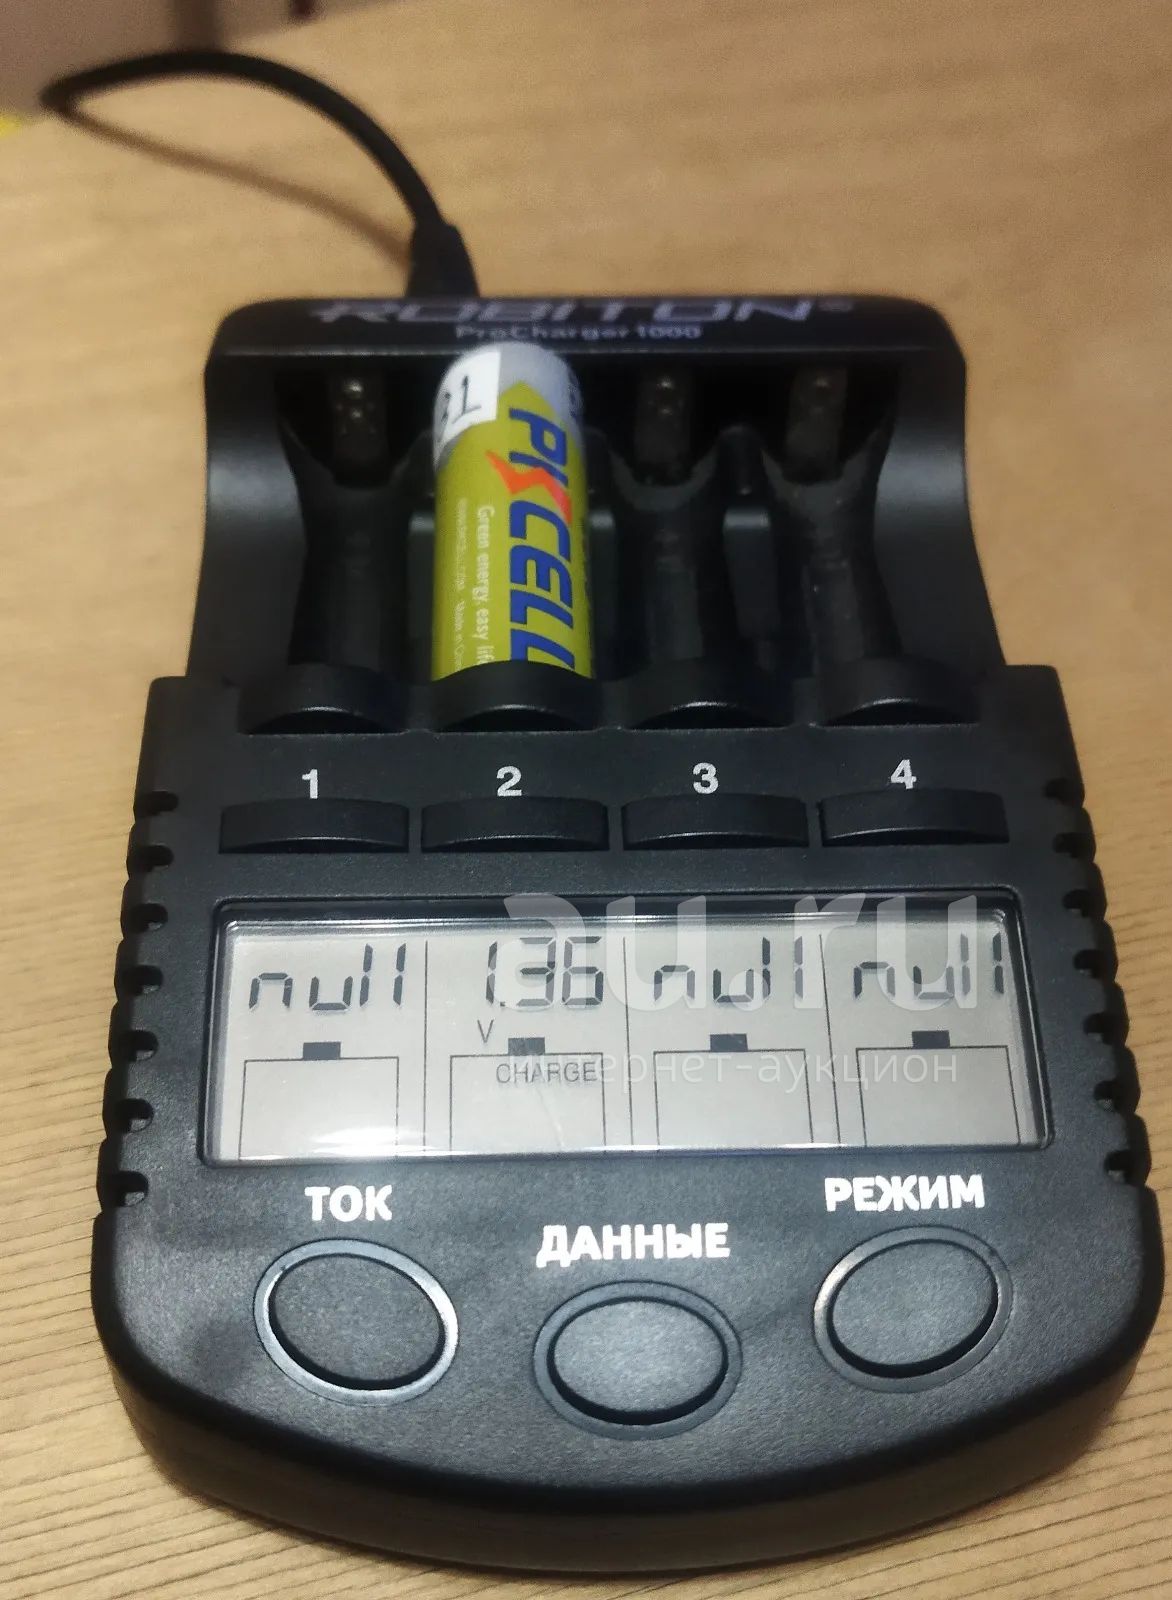 ROBITON
ProCharger1000
PKCELL
Green energy, easy life
1
2
3
4
null
1.36
null
null
V
CHARGE
au.ru
интернет-аукцион
ТОК
ДАННЫЕ
РЕЖИМ